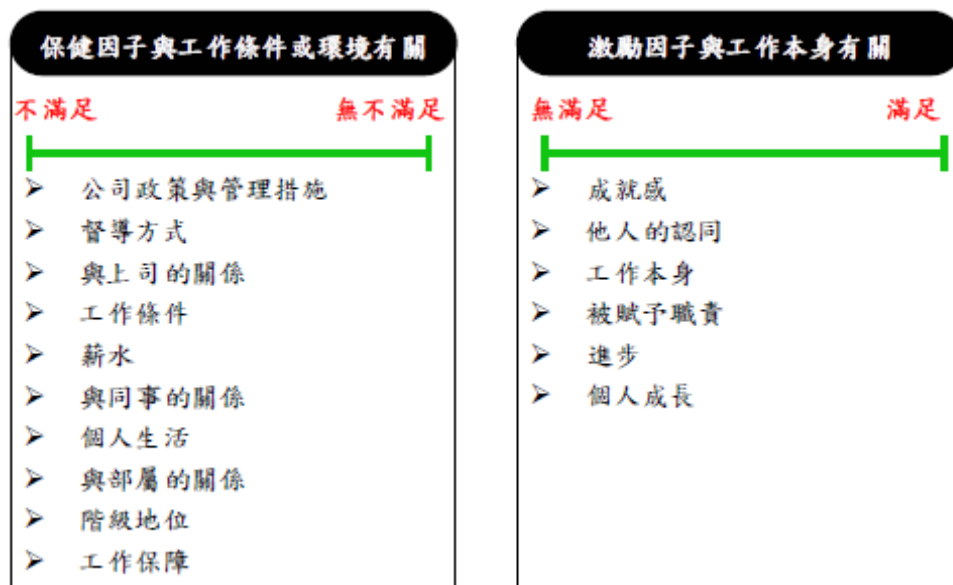 保健因子與工作條件或環境有關
不滿足 無不滿足
➢ 公司政策與管理措施
➢ 督導方式
➢ 與上司的關係
➢ 工作條件
➢ 薪水
➢ 與同事的關係
➢ 個人生活
➢ 與部屬的關係
➢ 階級地位
➢ 工作保障
激勵因子與工作本身有關
無滿足 滿足
➢ 成就感
➢ 他人的認同
➢ 工作本身
➢ 被賦予職責
➢ 進步
➢ 個人成長